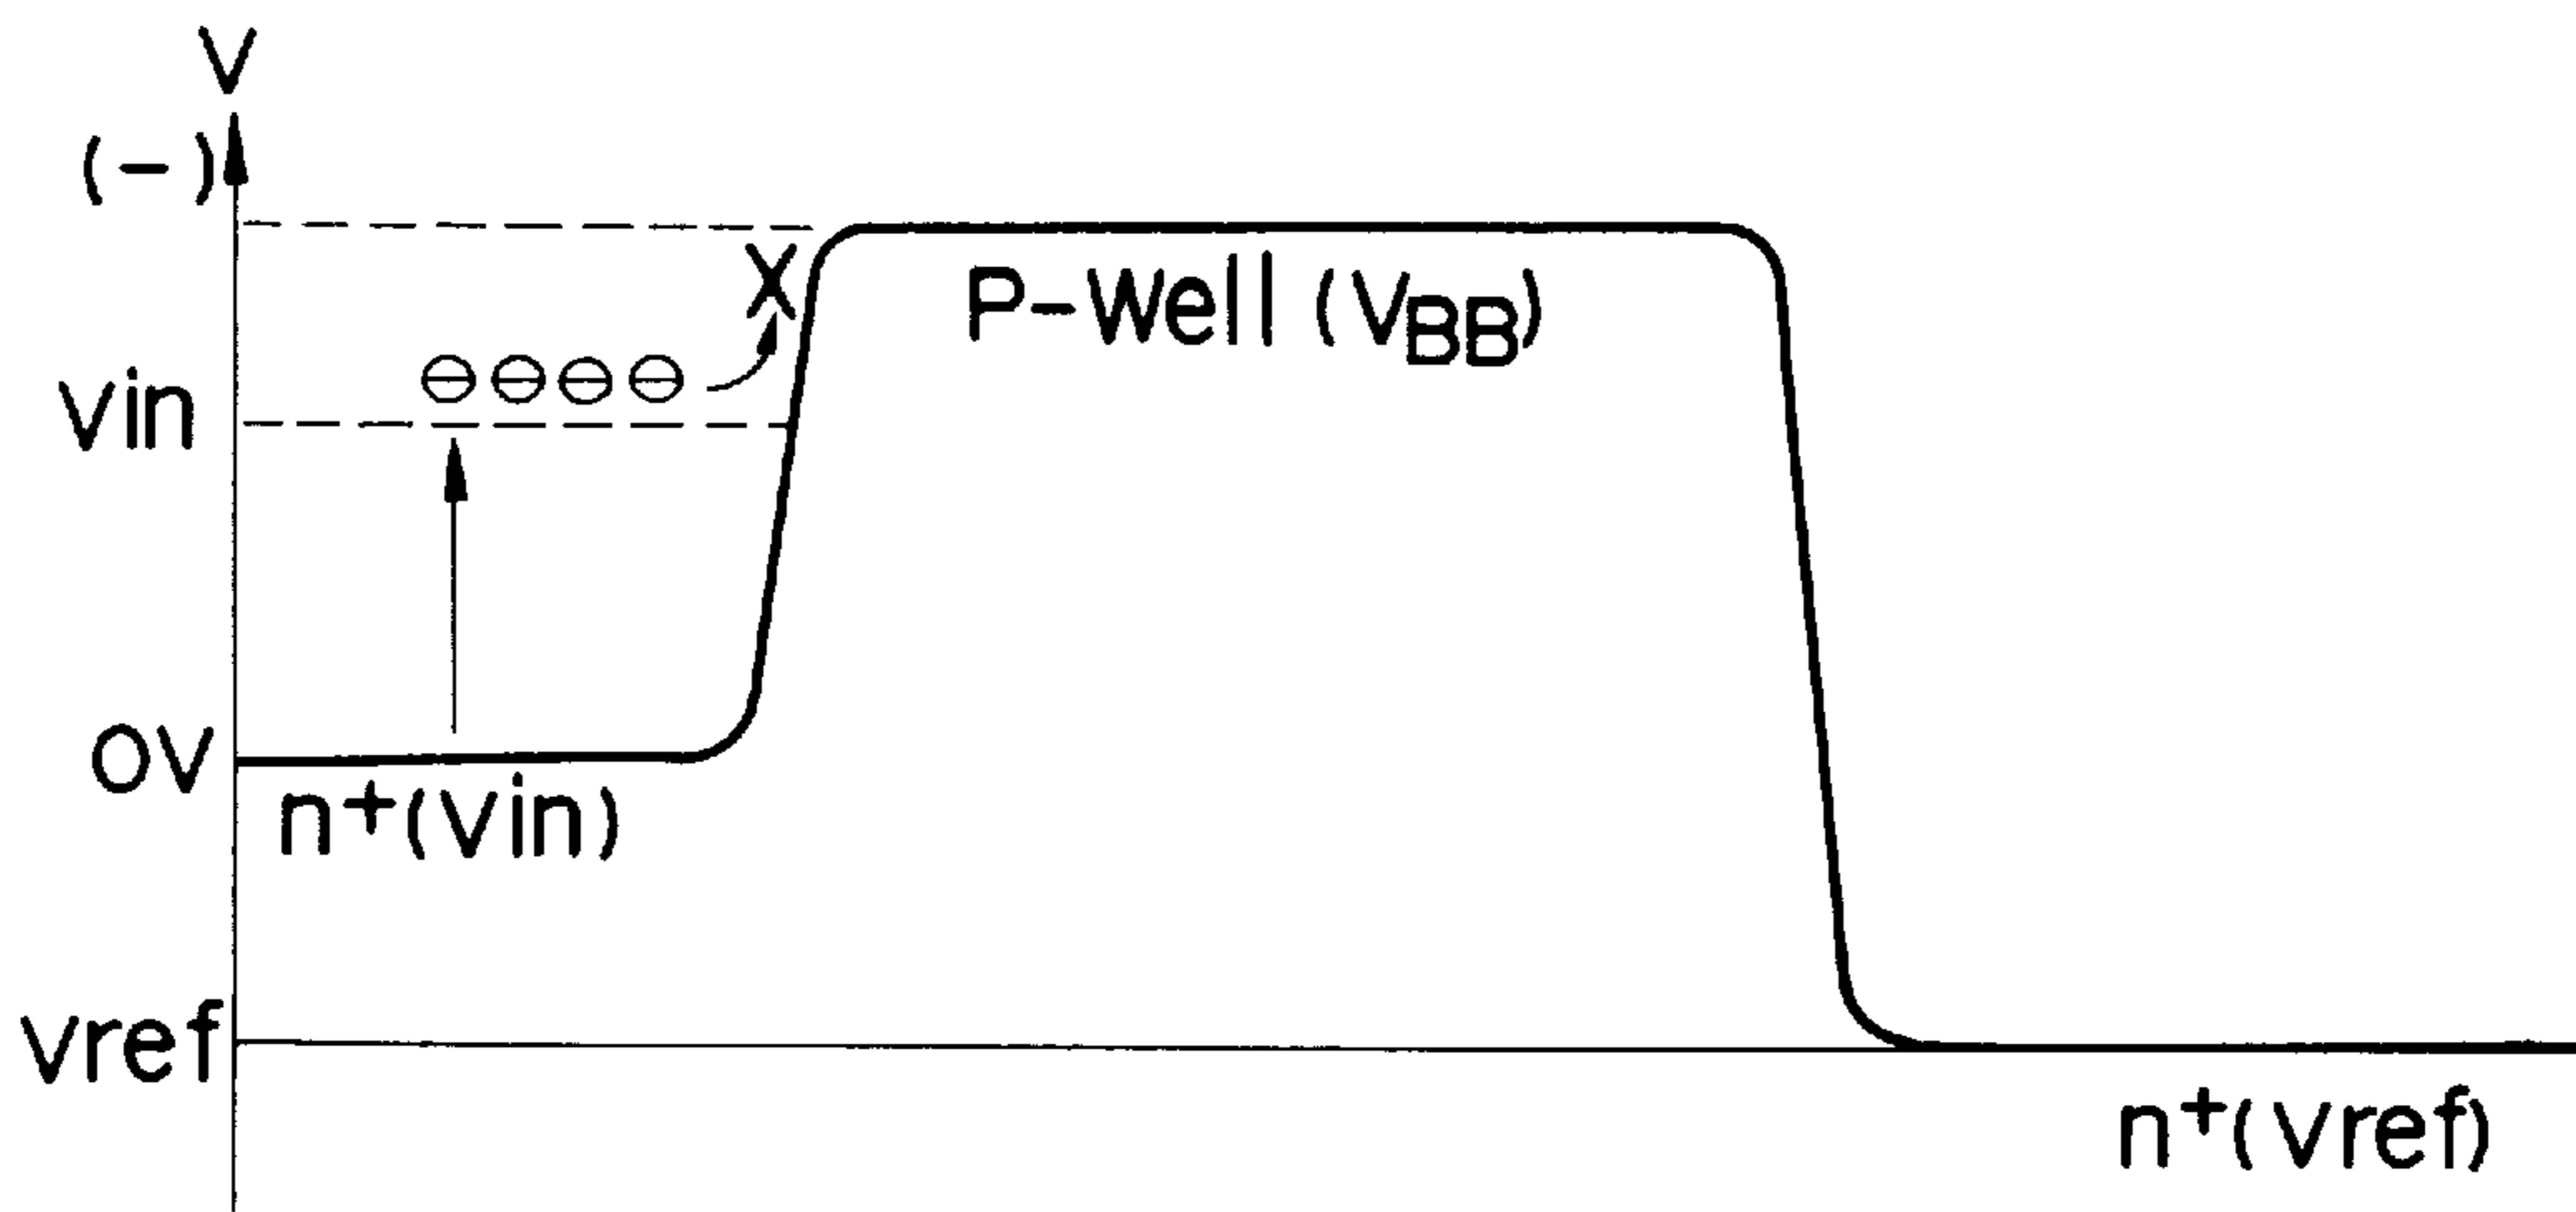 V
(-)
X
P-Well (VBB)
⊖⊖⊖⊖
Vin
0V
n+(Vin)
Vref
n+(Vref)